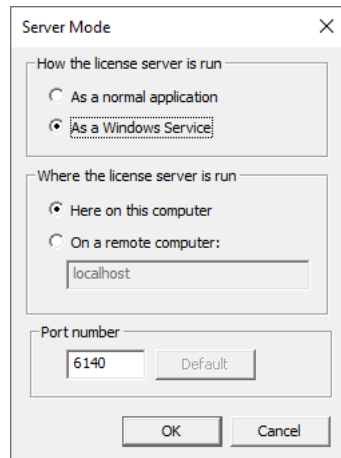 Server Mode
How the license server is run
As a normal application
As a Windows Service
Where the license server is run
Here on this computer
On a remote computer:
localhost
Port number
6140 Default
OK Cancel